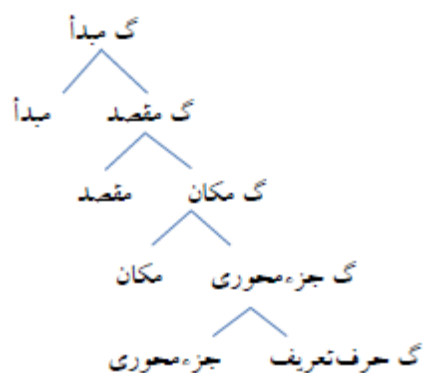 گ مبدأ
مبدأ گ مقصد
مقصد گ مکان
مکان گ جزءمحوری
جزءمحوری گ حرف‌تعریف